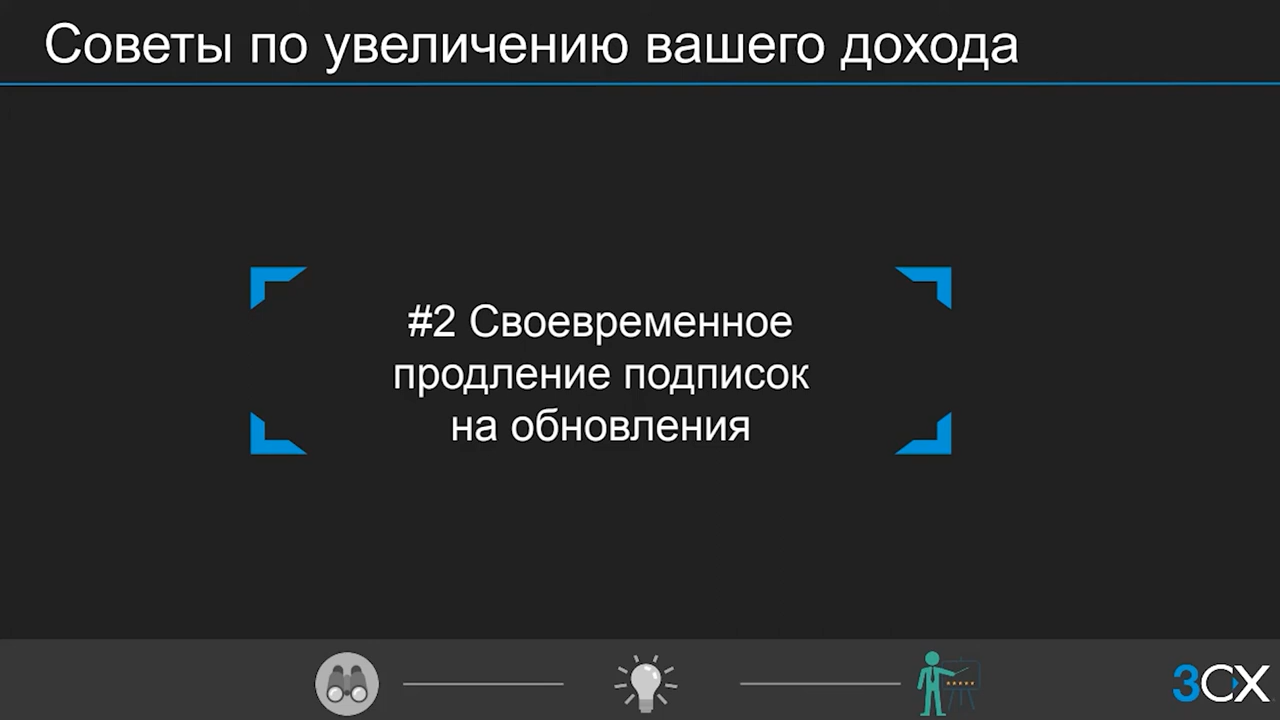 Советы по увеличению вашего дохода
#2 Своевременное
продление подписок
на обновления
3CX